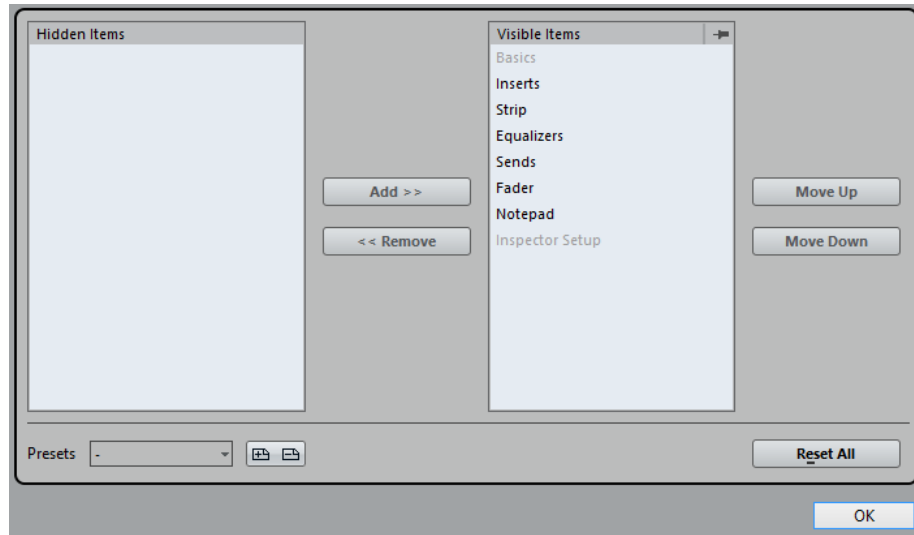 Hidden Items
Visible Items
Basics
Inserts
Strip
Equalizers
Sends
Fader
Notepad
Inspector Setup
Add >>
<< Remove
Move Up
Move Down
Presets
-
Reset All
OK